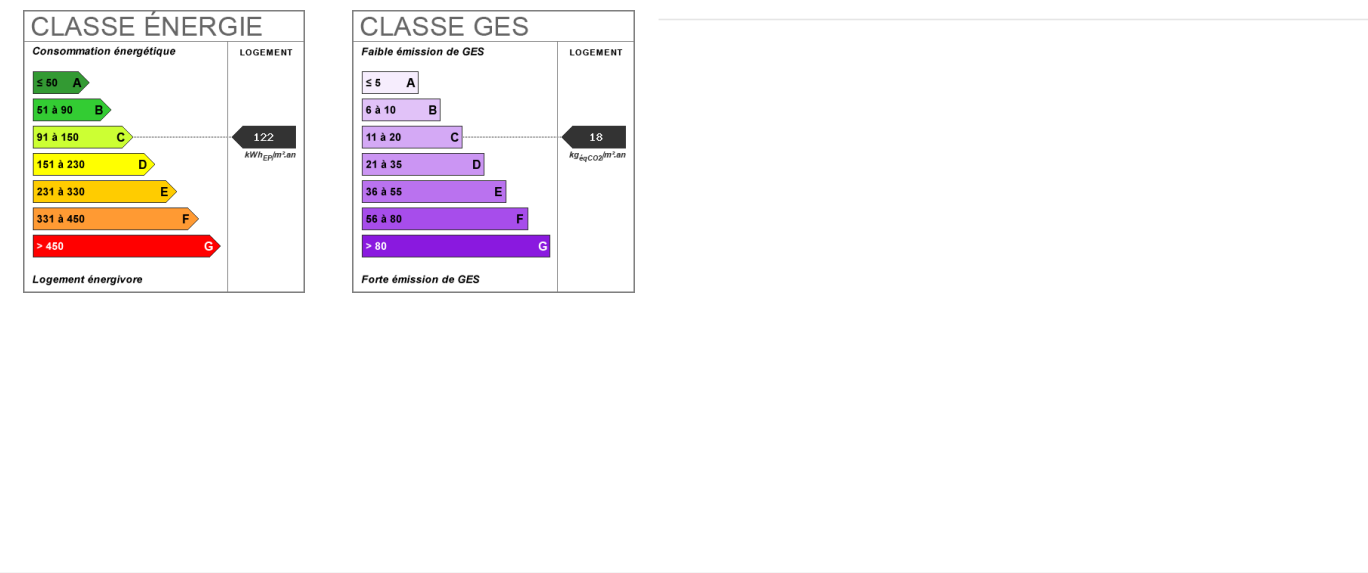 CLASSE ÉNERGIE
Consommation énergétique
LOGEMENT
≤ 50 A
51 à 90 B
91 à 150 C
122
kWhEP/m².an
151 à 230 D
231 à 330 E
331 à 450 F
> 450 G
Logement énergivore
CLASSE GES
Faible émission de GES
LOGEMENT
≤ 5 A
6 à 10 B
11 à 20 C
18
kgéqCO2/m².an
21 à 35 D
36 à 55 E
56 à 80 F
> 80 G
Forte émission de GES